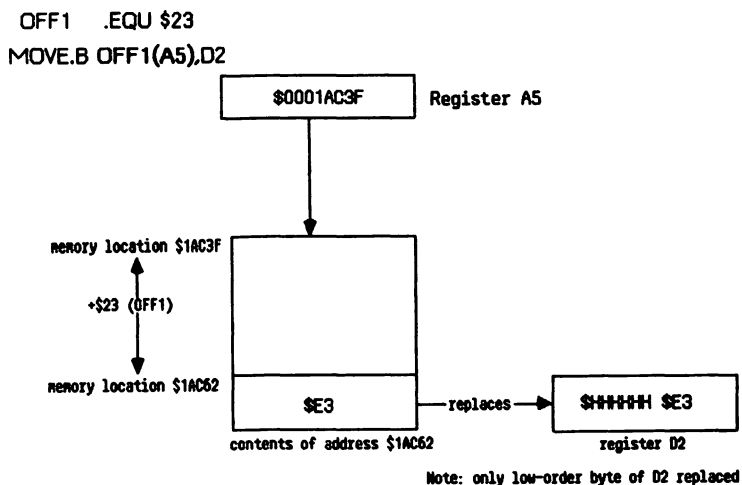 OFF1 .EQU $23
MOVE.B OFF1(A5),D2
$0001AC3F Register A5
memory location $1AC3F
+$23 (OFF1)
memory location $1AC62
$E3 replaces $HHHHHH $E3
contents of address $1AC62 register D2
Note: only low-order byte of D2 replaced